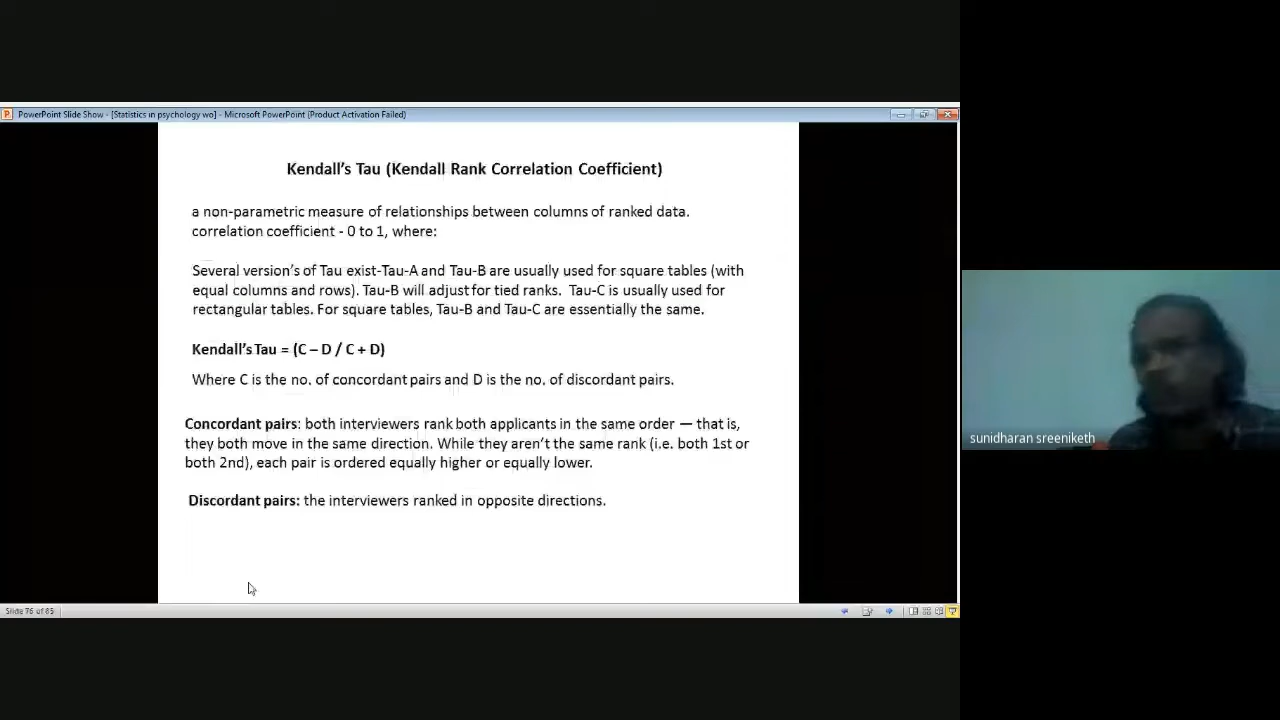 PowerPoint Slide Show - [Statistics in psychology wo] - Microsoft PowerPoint (Product Activation Failed)
Kendall's Tau (Kendall Rank Correlation Coefficient)
a non-parametric measure of relationships between columns of ranked data.
correlation coefficient - 0 to 1, where:
Several version's of Tau exist-Tau-A and Tau-B are usually used for square tables (with
equal columns and rows). Tau-B will adjust for tied ranks. Tau-C is usually used for
rectangular tables. For square tables, Tau-B and Tau-C are essentially the same.
Kendall's Tau = (C – D / C + D)
Where C is the no. of concordant pairs and D is the no. of discordant pairs.
Concordant pairs: both interviewers rank both applicants in the same order — that is,
they both move in the same direction. While they aren't the same rank (i.e. both 1st or
both 2nd), each pair is ordered equally higher or equally lower.
Discordant pairs: the interviewers ranked in opposite directions.
sunidharan sreeniketh
Slide 76 of 85